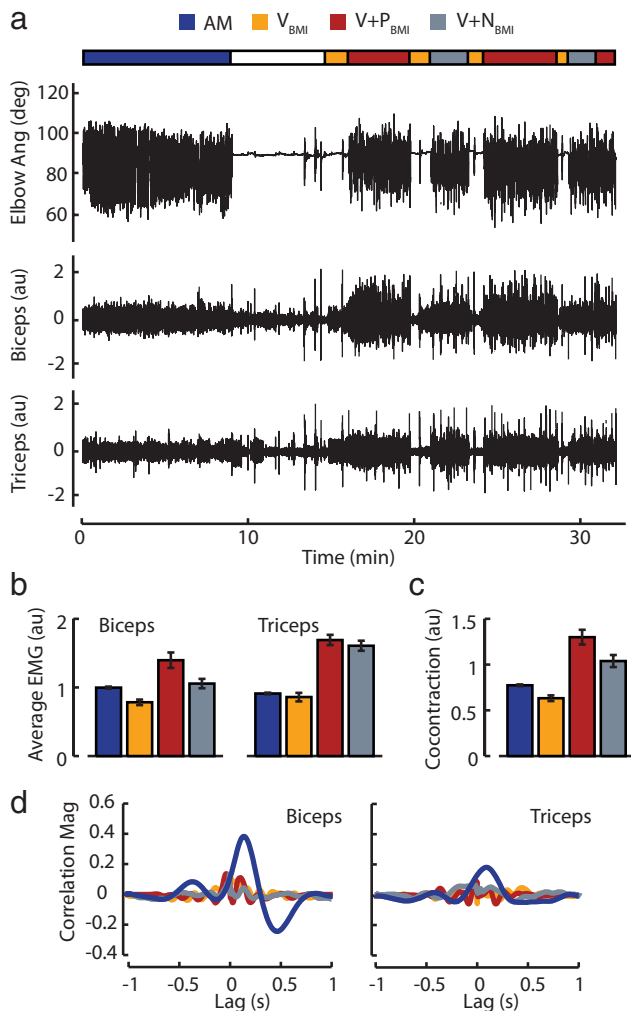 a
AM V_BMI V+P_BMI V+N_BMI
Elbow Ang (deg)
120
100
80
60
Biceps (au)
2
0
-2
Triceps (au)
2
0
-2
0 10 20 30
Time (min)
b
Average EMG (au)
2
1
0
Biceps Triceps
c
Cocontraction (au)
1.5
1
0.5
0
d
Correlation Mag
0.6
0.4
0.2
0
-0.2
-0.4
Biceps
-1 -0.5 0 0.5 1
Lag (s)
Triceps
-1 -0.5 0 0.5 1
Lag (s)